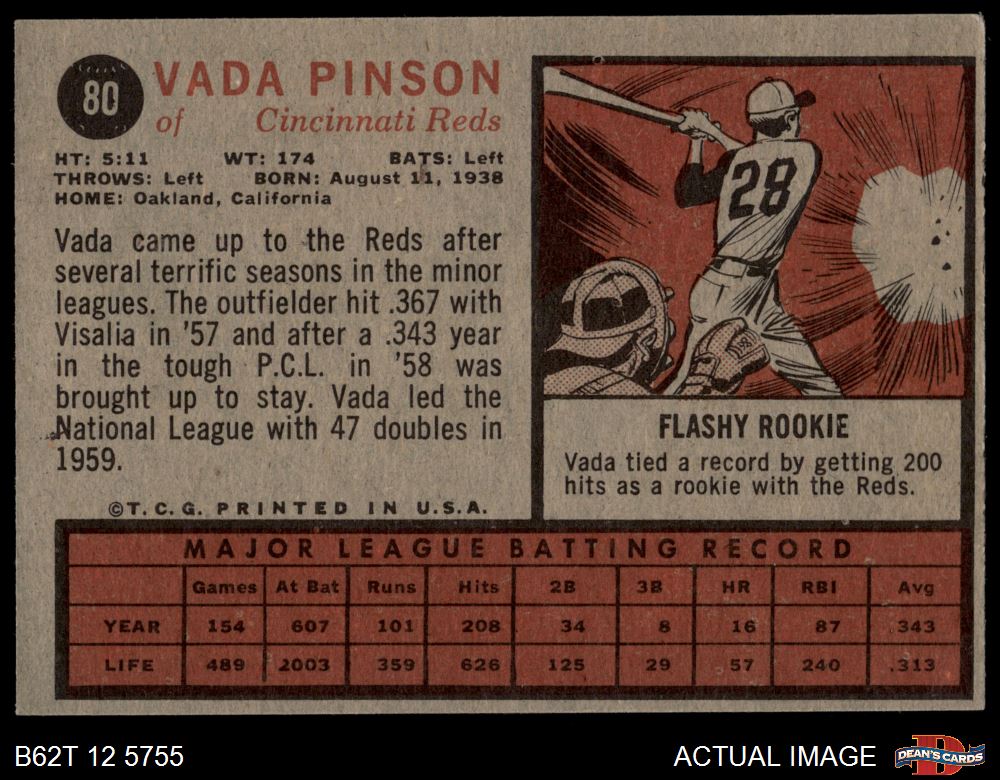 80
VADA PINSON
of Cincinnati Reds
HT: 5:11 WT: 174 BATS: Left
THROWS: Left BORN: August 11, 1938
HOME: Oakland, California
Vada came up to the Reds after
several terrific seasons in the minor
leagues. The outfielder hit .367 with
Visalia in '57 and after a .343 year
in the tough P.C.L. in '58 was
brought up to stay. Vada led the
National League with 47 doubles in
1959.
©T.C.G. PRINTED IN U.S.A.
28
FLASHY ROOKIE
Vada tied a record by getting 200
hits as a rookie with the Reds.
MAJOR LEAGUE BATTING RECORD
Games At Bat Runs Hits 2B 3B HR RBI Avg
YEAR 154 607 101 208 34 8 16 87 .343
LIFE 489 2003 359 626 125 29 57 240 .313
B62T 12 5755
ACTUAL IMAGE
DEAN'S CARDS